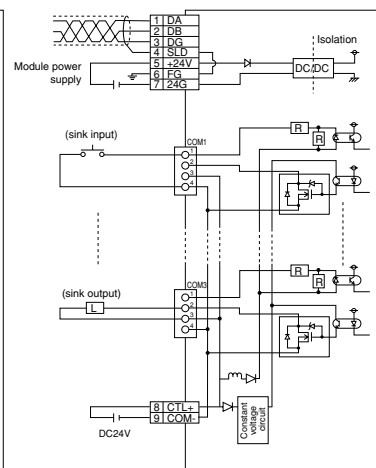 1 DA
2 DB
3 DG
4 SLD
5 +24V
6 FG
7 24G
Module power
supply
Isolation
DC/DC
(sink input)
COM1
1
2
3
4
R
R
(sink output)
L
COM3
1
2
3
4
R
R
8 CTL+
9 COM-
DC24V
Constant
voltage
circuit